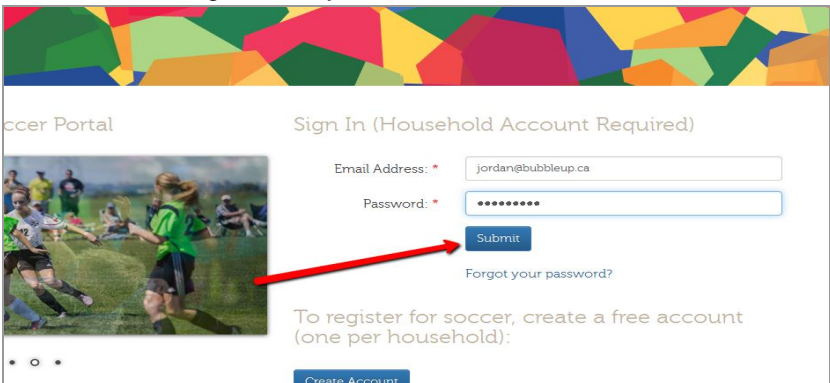 ccer Portal
Sign In (Household Account Required)
Email Address: *
jordan@bubbleup.ca
Password: *
•••••••••
Submit
Forgot your password?
To register for soccer, create a free account
(one per household):
Create Account